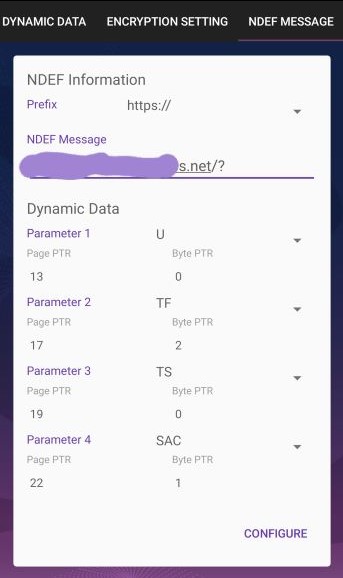 DYNAMIC DATA ENCRYPTION SETTING NDEF MESSAGE
NDEF Information
Prefix https://
NDEF Message
s.net/?
Dynamic Data
Parameter 1 U
Page PTR Byte PTR
13 0
Parameter 2 TF
Page PTR Byte PTR
17 2
Parameter 3 TS
Page PTR Byte PTR
19 0
Parameter 4 SAC
Page PTR Byte PTR
22 1
CONFIGURE